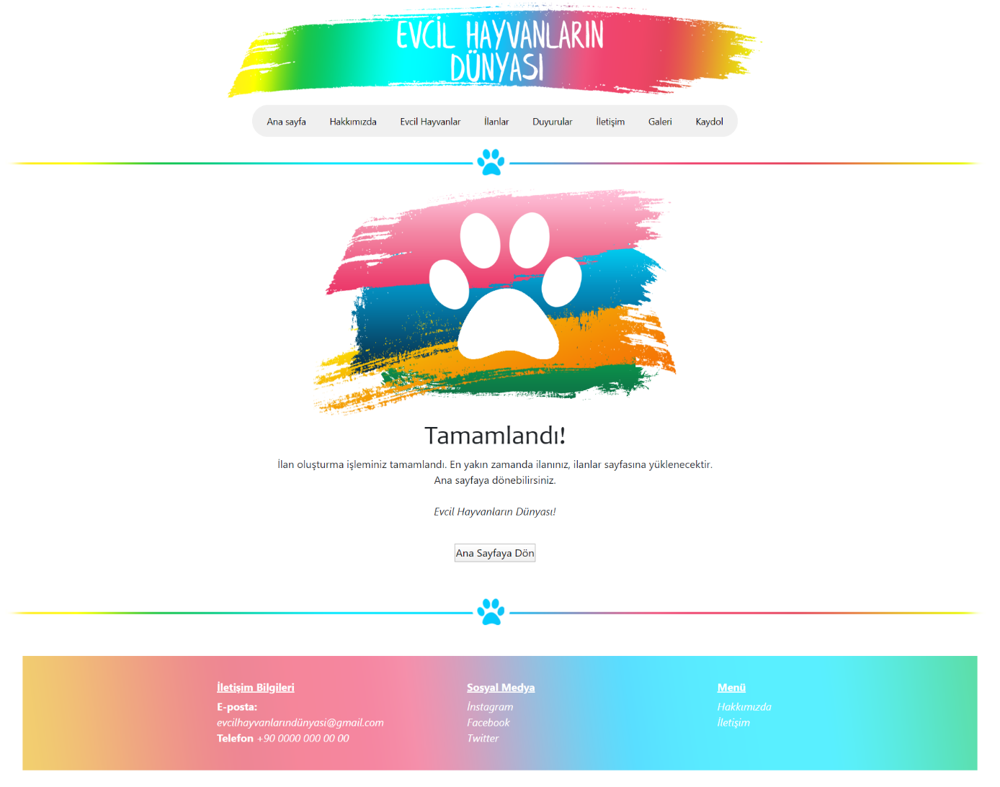 EVCİL HAYVANLARIN
DÜNYASI
Ana sayfa Hakkımızda Evcil Hayvanlar İlanlar Duyurular İletişim Galeri Kaydol
Tamamlandı!
İlan oluşturma işleminiz tamamlandı. En yakın zamanda ilanınız, ilanlar sayfasına yüklenecektir.
Ana sayfaya dönebilirsiniz.
Evcil Hayvanların Dünyası!
Ana Sayfaya Dön
İletişim Bilgileri
E-posta:
evcilhayvanlarındünyasi@gmail.com
Telefon +90 0000 000 00 00
Sosyal Medya
İnstagram
Facebook
Twitter
Menü
Hakkımızda
İletişim